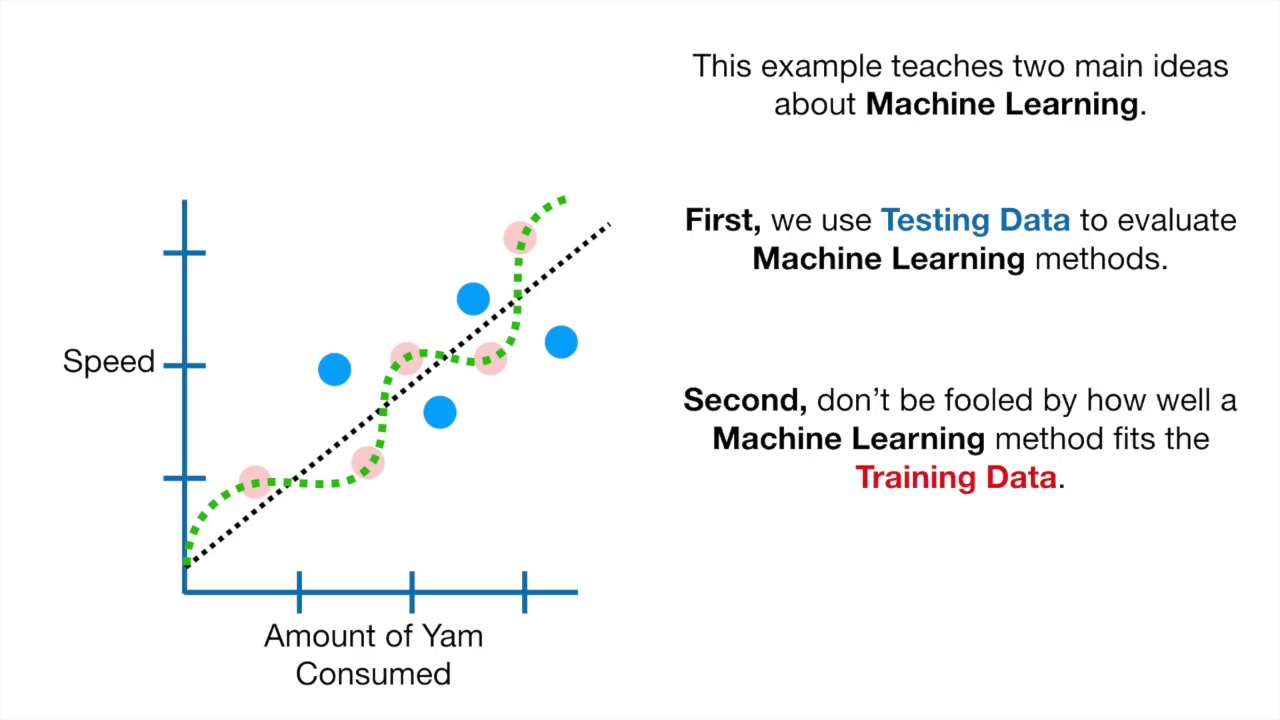 This example teaches two main ideas
about Machine Learning.
First, we use Testing Data to evaluate
Machine Learning methods.
Second, don’t be fooled by how well a
Machine Learning method fits the
Training Data.
Speed
Amount of Yam
Consumed